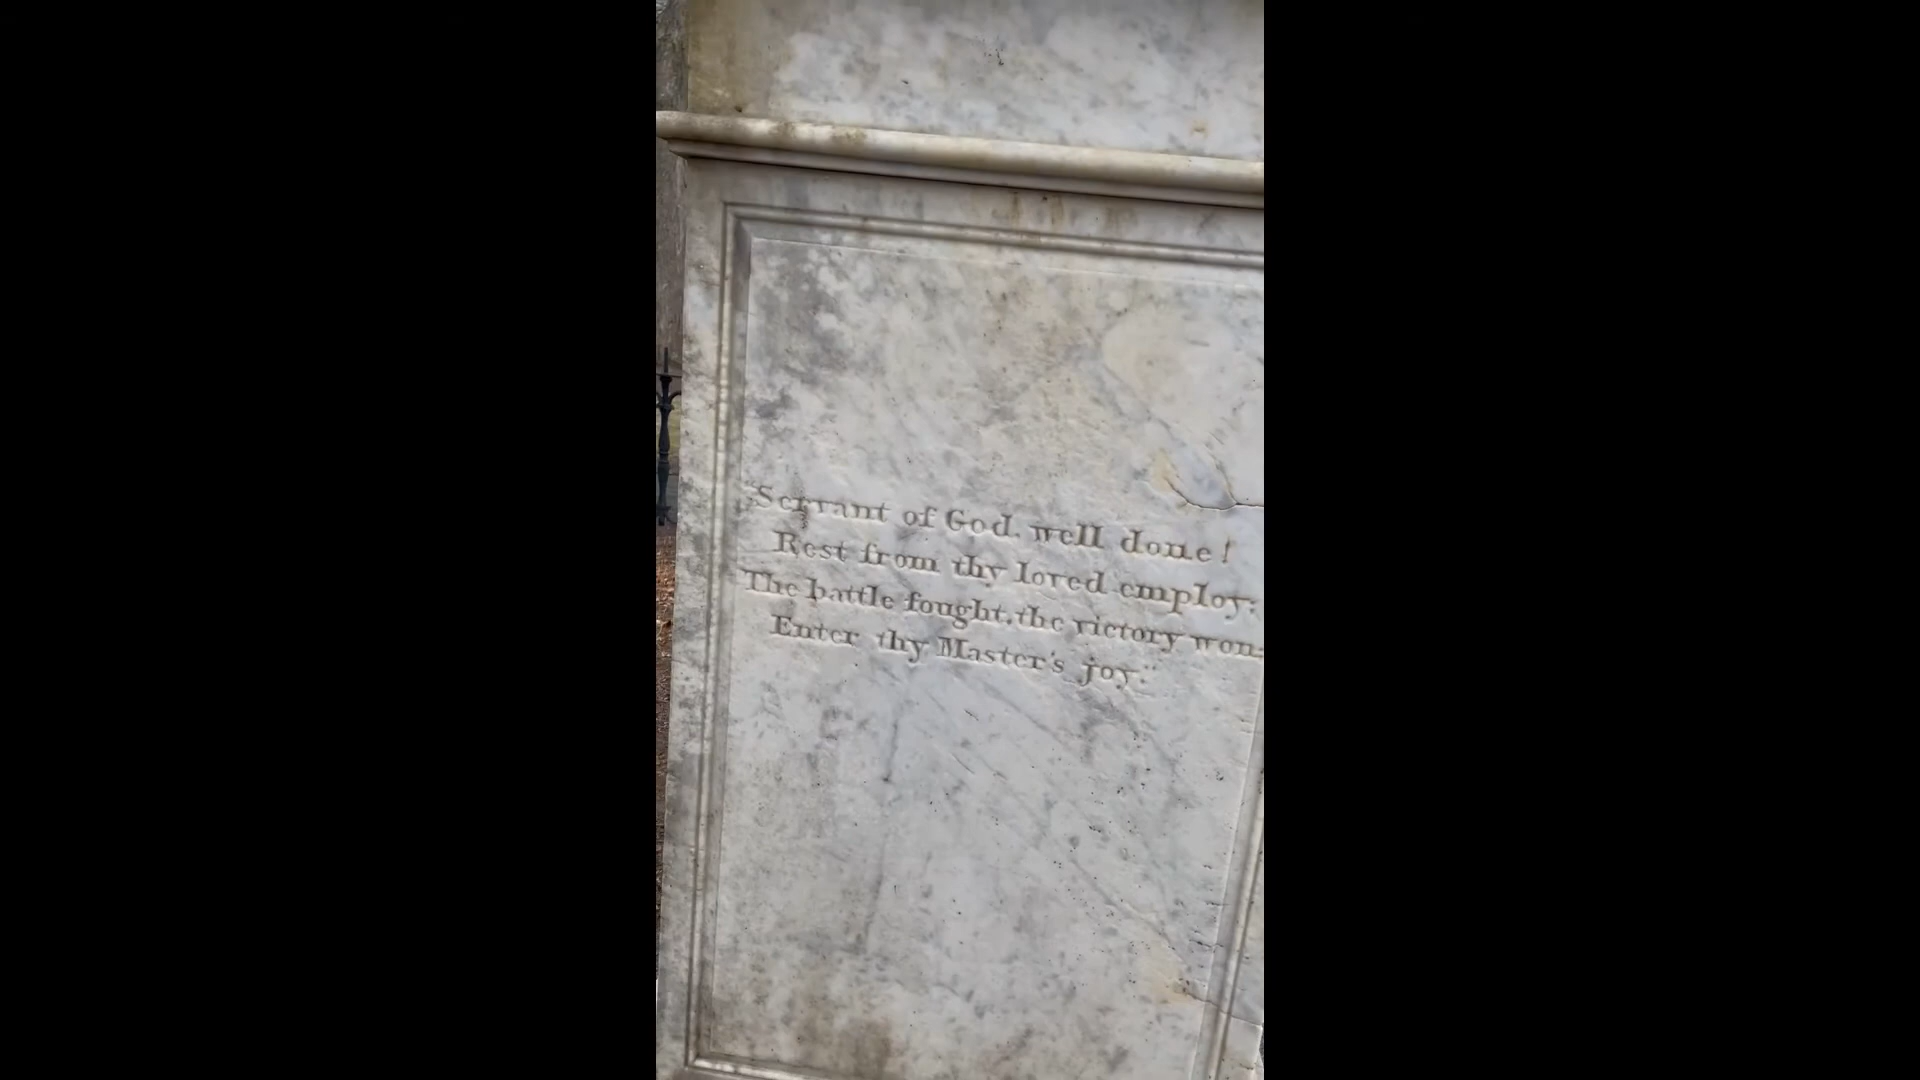 "Servant of God, well done!
Rest from thy loved employ;
The battle fought, the victory won;
Enter thy Master's joy."